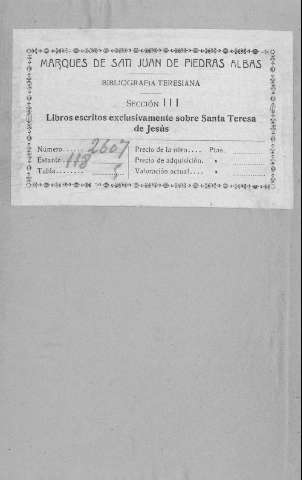 MARQUES DE SAN JUAN DE PIEDRAS ALBAS
BIBLIOGRAFIA TERESIANA
SECCIÓN III
Libros escritos exclusivamente sobre Santa Teresa
de Jesús
Número....... 2607 Precio de la obra.... Ptas.
Estante....... 118 Precio de adquisición. »
Tabla....... 5 Valoración actual..... »